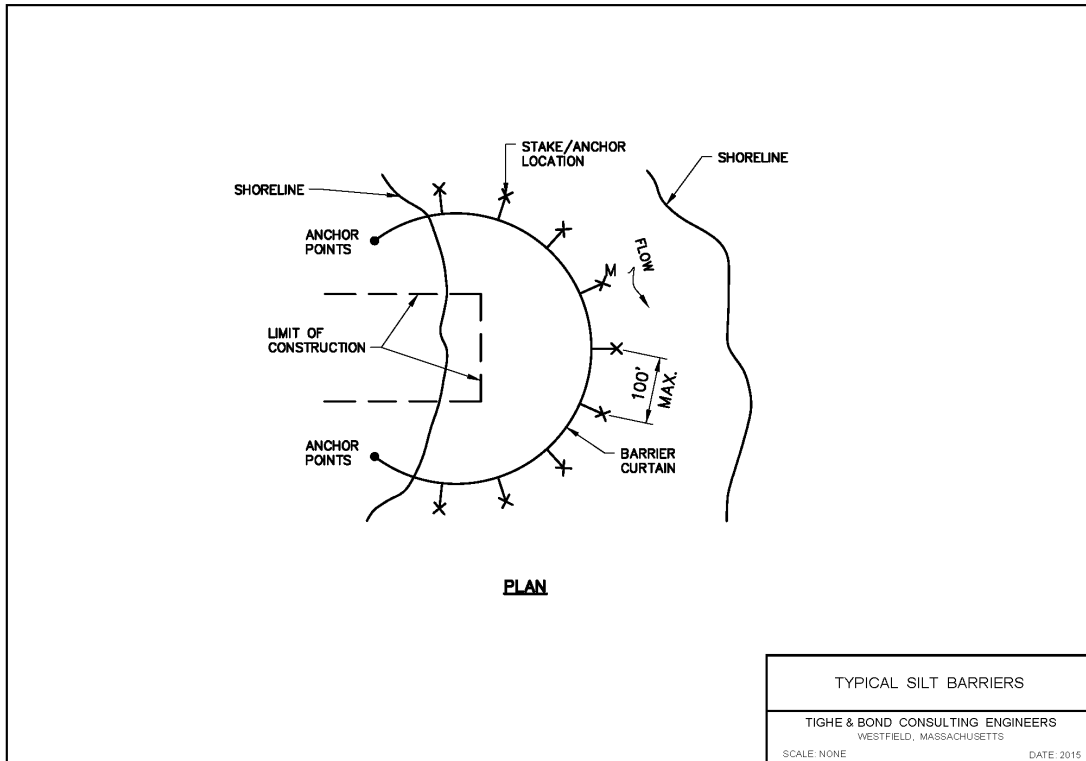 STAKE/ANCHOR
LOCATION
SHORELINE
SHORELINE
ANCHOR
POINTS
FLOW
M
LIMIT OF
CONSTRUCTION
100'
MAX.
ANCHOR
POINTS
BARRIER
CURTAIN
PLAN
TYPICAL SILT BARRIERS
TIGHE & BOND CONSULTING ENGINEERS
WESTFIELD, MASSACHUSETTS
SCALE: NONE
DATE: 2015